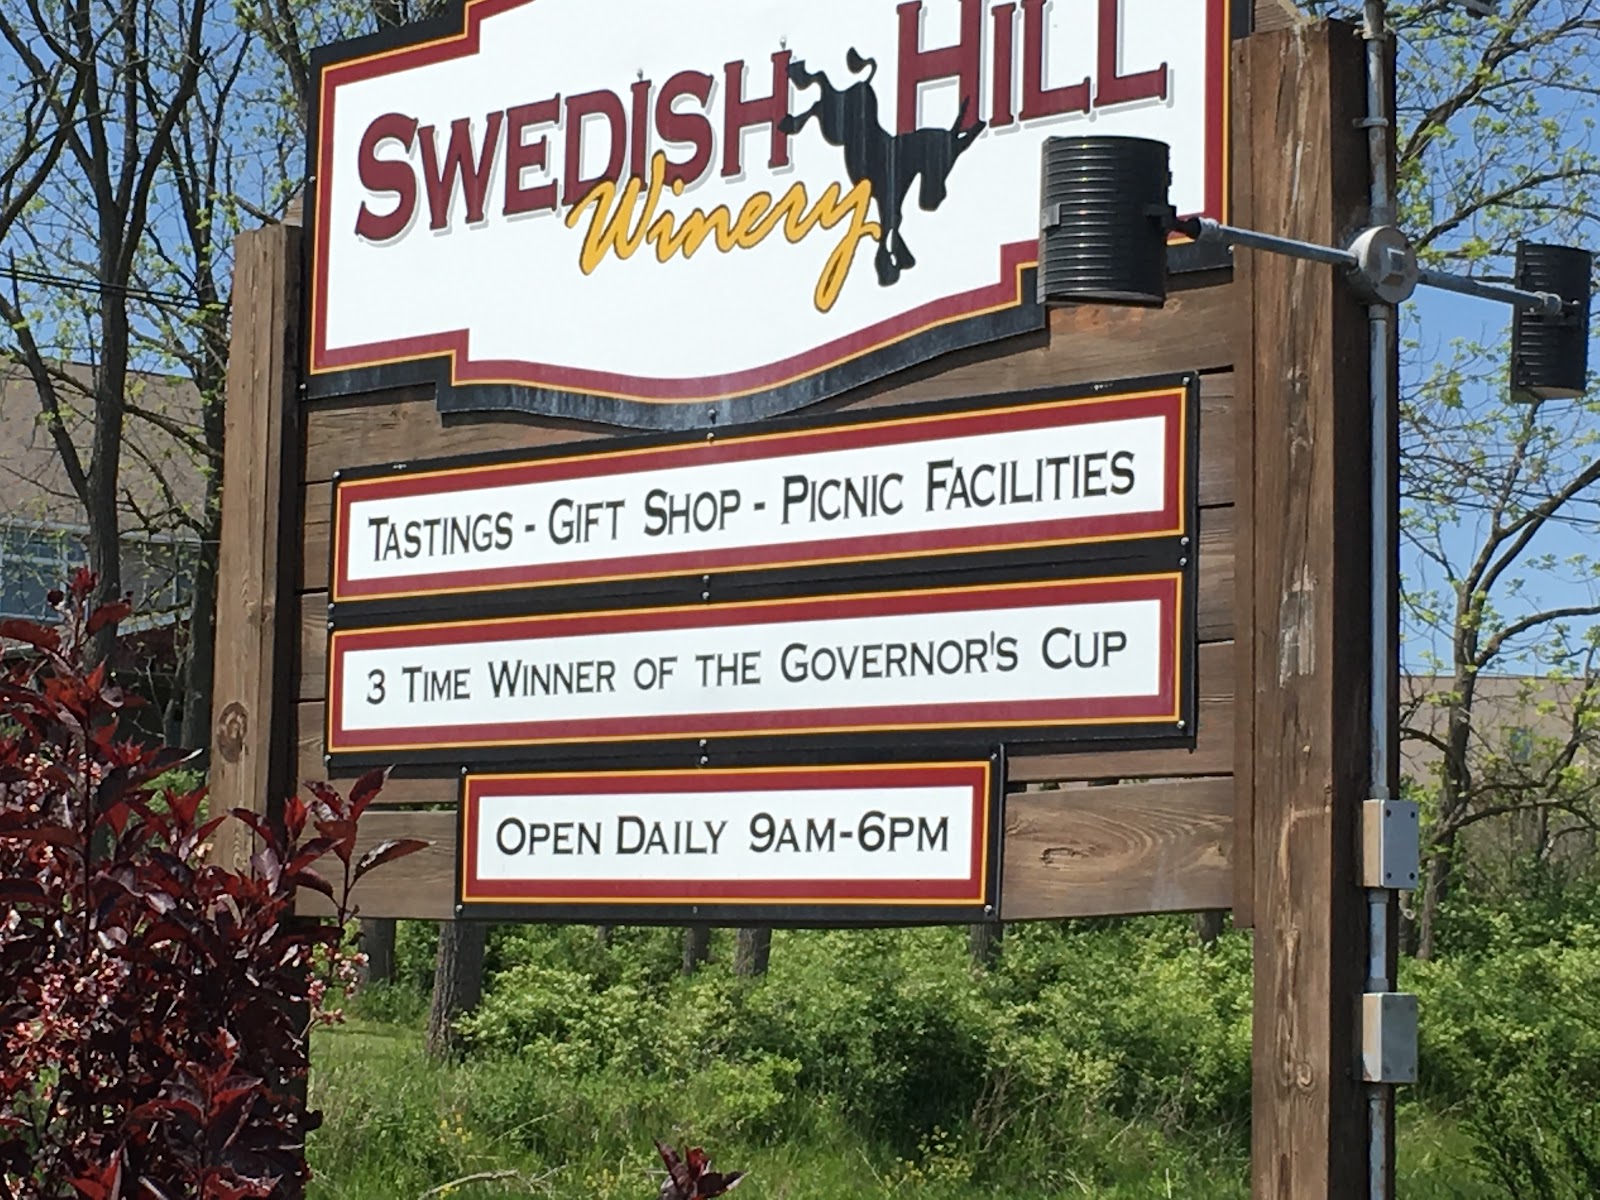 SWEDISH HILL
Winery
TASTINGS - GIFT SHOP - PICNIC FACILITIES
3 TIME WINNER OF THE GOVERNOR'S CUP
OPEN DAILY 9AM-6PM